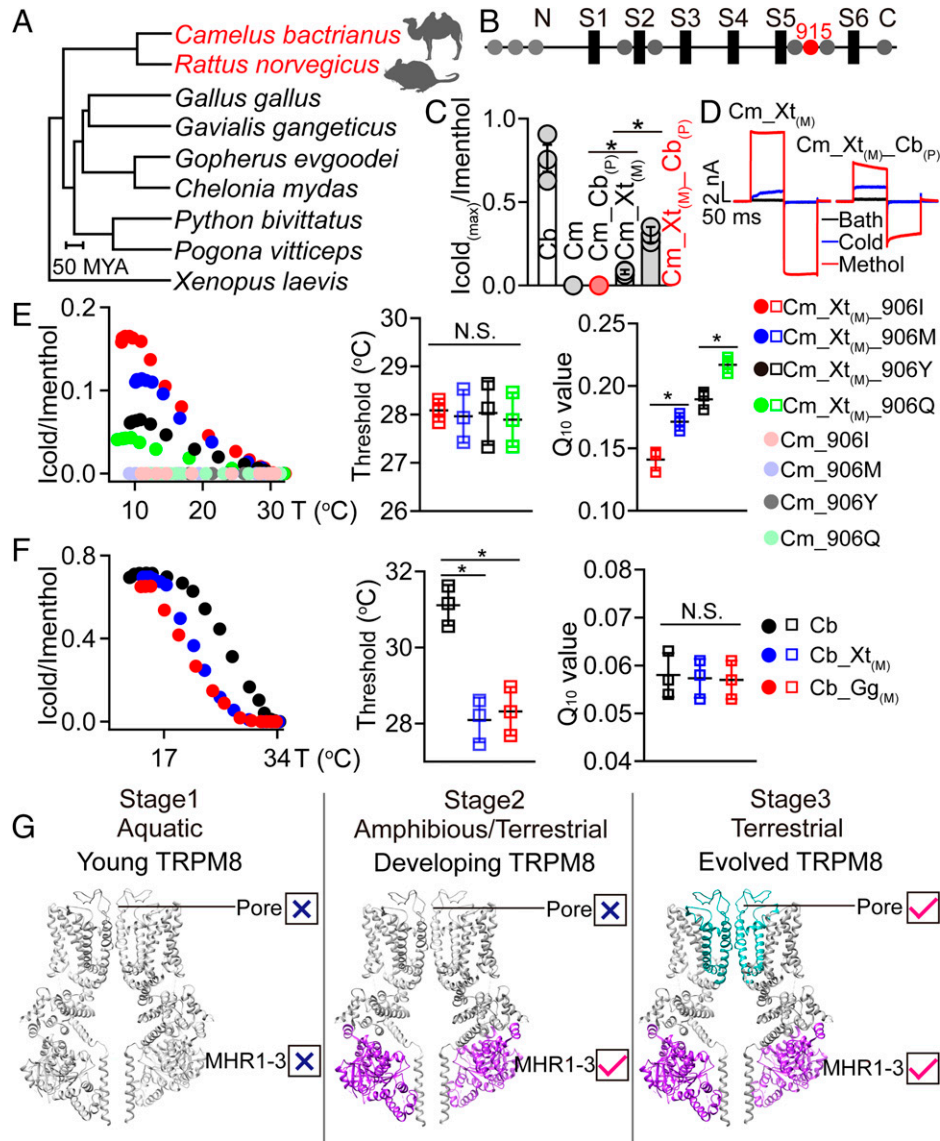 A
Camelus bactrianus
Rattus norvegicus
Gallus gallus
Gavialis gangeticus
Gopherus evgoodei
Chelonia mydas
Python bivittatus
Pogona vitticeps
Xenopus laevis
50 MYA
B
N S1 S2 S3 S4 S5 S6 C
915
C
Icold(max)/Imenthol
1.0
0.5
0.0
Cb
Cm
Cm_Cb(P)
Cm_Xt(M)
Cm_Xt(M)_Cb(P)
*
*
D
Cm_Xt(M)
Cm_Xt(M)_Cb(P)
2 nA
50 ms
Bath
Cold
Methol
E
Icold/Imenthol
0.2
0.1
0.0
10 20 30 T (°C)
Threshold (°C)
30
29
28
27
26
N.S.
Q10 value
0.25
0.20
0.15
0.10
*
*
Cm_Xt(M)_906I
Cm_Xt(M)_906M
Cm_Xt(M)_906Y
Cm_Xt(M)_906Q
Cm_906I
Cm_906M
Cm_906Y
Cm_906Q
F
Icold/Imenthol
0.8
0.4
0.0
17 34 T (°C)
Threshold (°C)
32
28
*
*
Q10 value
0.08
0.07
0.06
0.05
0.04
N.S.
Cb
Cb_Xt(M)
Cb_Gg(M)
G
Stage1
Aquatic
Young TRPM8
Pore
MHR1-3
Stage2
Amphibious/Terrestrial
Developing TRPM8
Pore
MHR1-3
Stage3
Terrestrial
Evolved TRPM8
Pore
MHR1-3